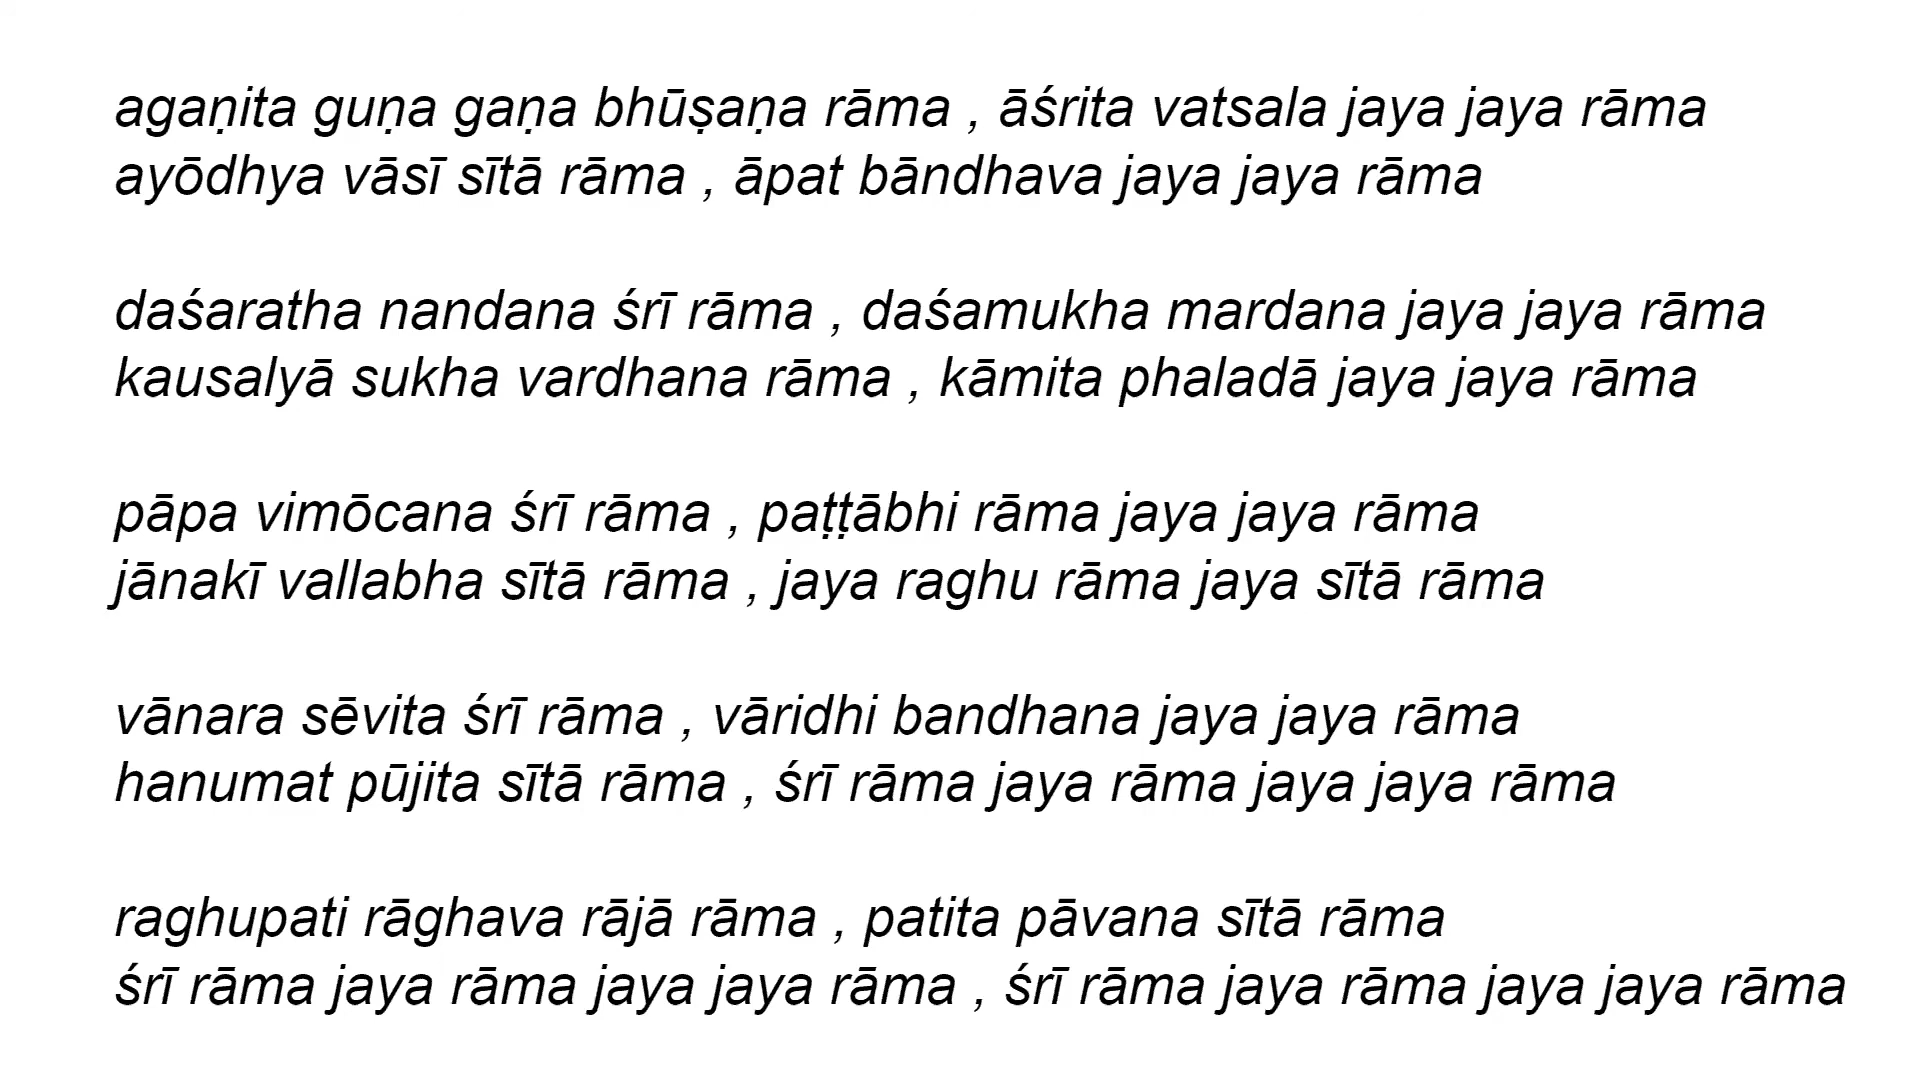 agaṇita guṇa gaṇa bhūṣaṇa rāma , āśrita vatsala jaya jaya rāma
ayōdhya vāsī sītā rāma , āpat bāndhava jaya jaya rāma
daśaratha nandana śrī rāma , daśamukha mardana jaya jaya rāma
kausalyā sukha vardhana rāma , kāmita phaladā jaya jaya rāma
pāpa vimōcana śrī rāma , paṭṭābhi rāma jaya jaya rāma
jānakī vallabha sītā rāma , jaya raghu rāma jaya sītā rāma
vānara sēvita śrī rāma , vāridhi bandhana jaya jaya rāma
hanumat pūjita sītā rāma , śrī rāma jaya rāma jaya jaya rāma
raghupati rāghava rājā rāma , patita pāvana sītā rāma
śrī rāma jaya rāma jaya jaya rāma , śrī rāma jaya rāma jaya jaya rāma